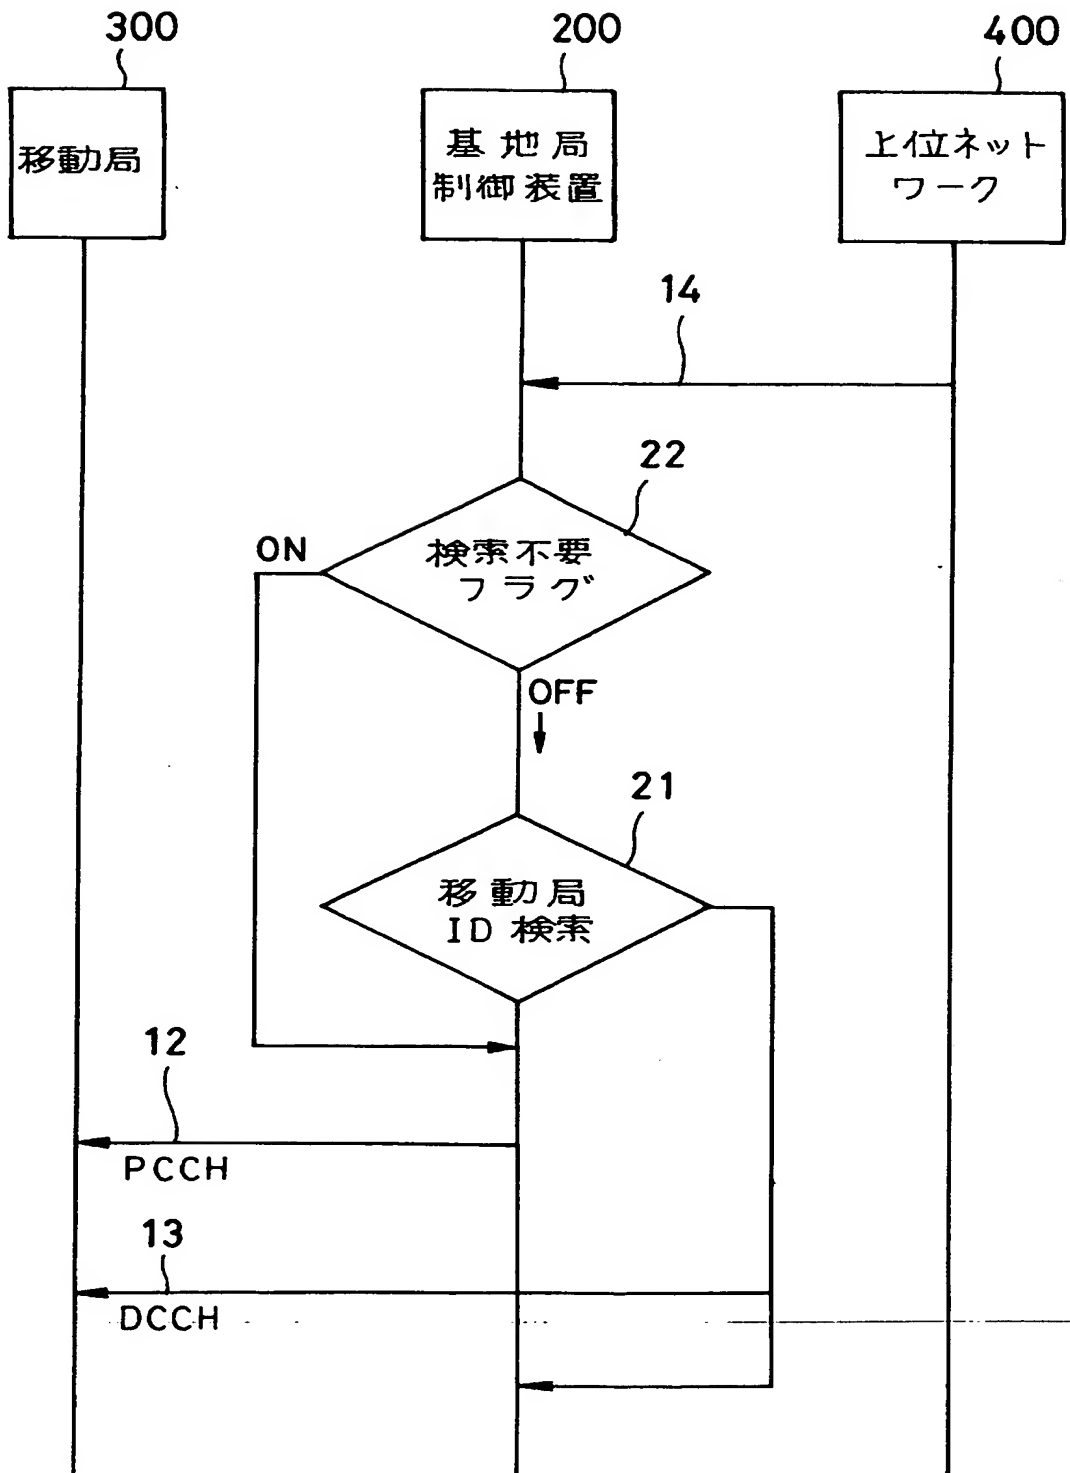 300
200
400
移動局
基地局
制御装置
上位ネット
ワーク
14
22
ON
検索不要
フラグ
OFF
21
移動局
ID 検索
12
PCCH
13
DCCH